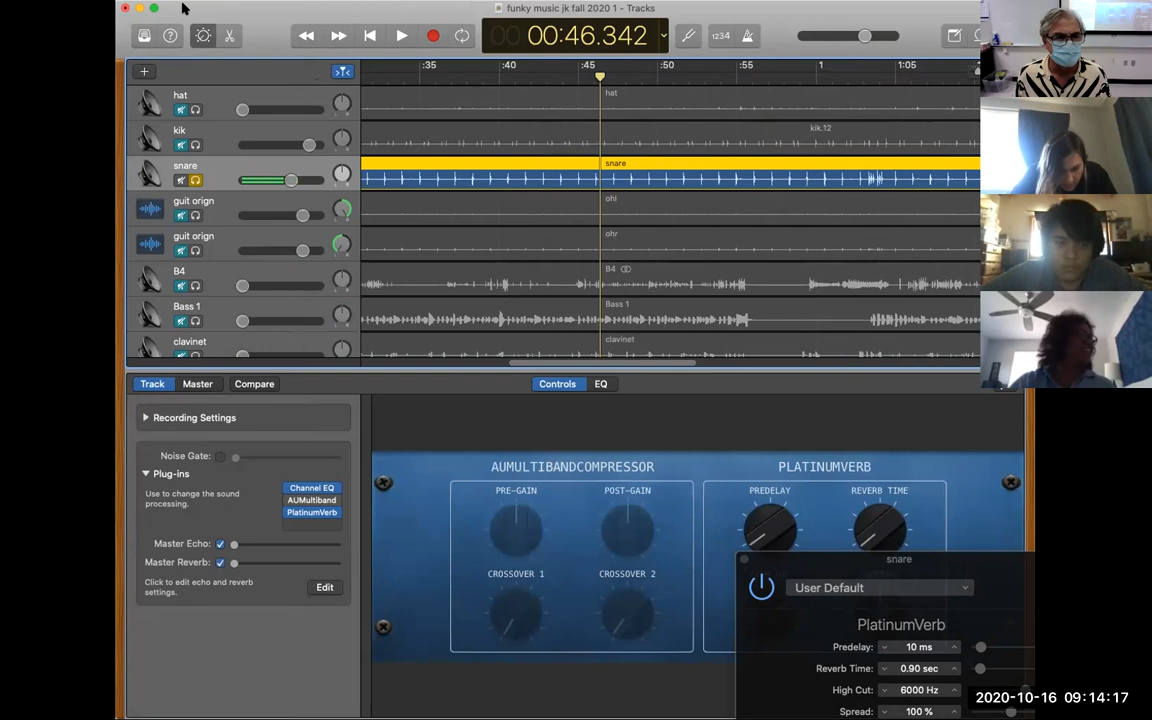 funky music jk fall 2020 1 - Tracks
00:46.342
1234
:35 :40 :50 :55 1 1:05
hat
hat
kik
kik.12
snare
snare
guit orign
ohl
guit orign
ohr
B4
B4
Bass 1
Bass 1
clavinet
clavinet
Track Master Compare Controls EQ
Recording Settings
Noise Gate:
Plug-ins
Use to change the sound
processing.
Channel EQ
AUMultiband
PlatinumVerb
Master Echo:
Master Reverb:
Click to edit echo and reverb
settings.
Edit
AUMULTIBANDCOMPRESSOR
PRE-GAIN POST-GAIN
CROSSOVER 1 CROSSOVER 2
PLATINUMVERB
PREDELAY REVERB TIME
snare
User Default
PlatinumVerb
Predelay: 10 ms
Reverb Time: 0.90 sec
High Cut: 6000 Hz
Spread: 100 %
2020-10-16 09:14:17